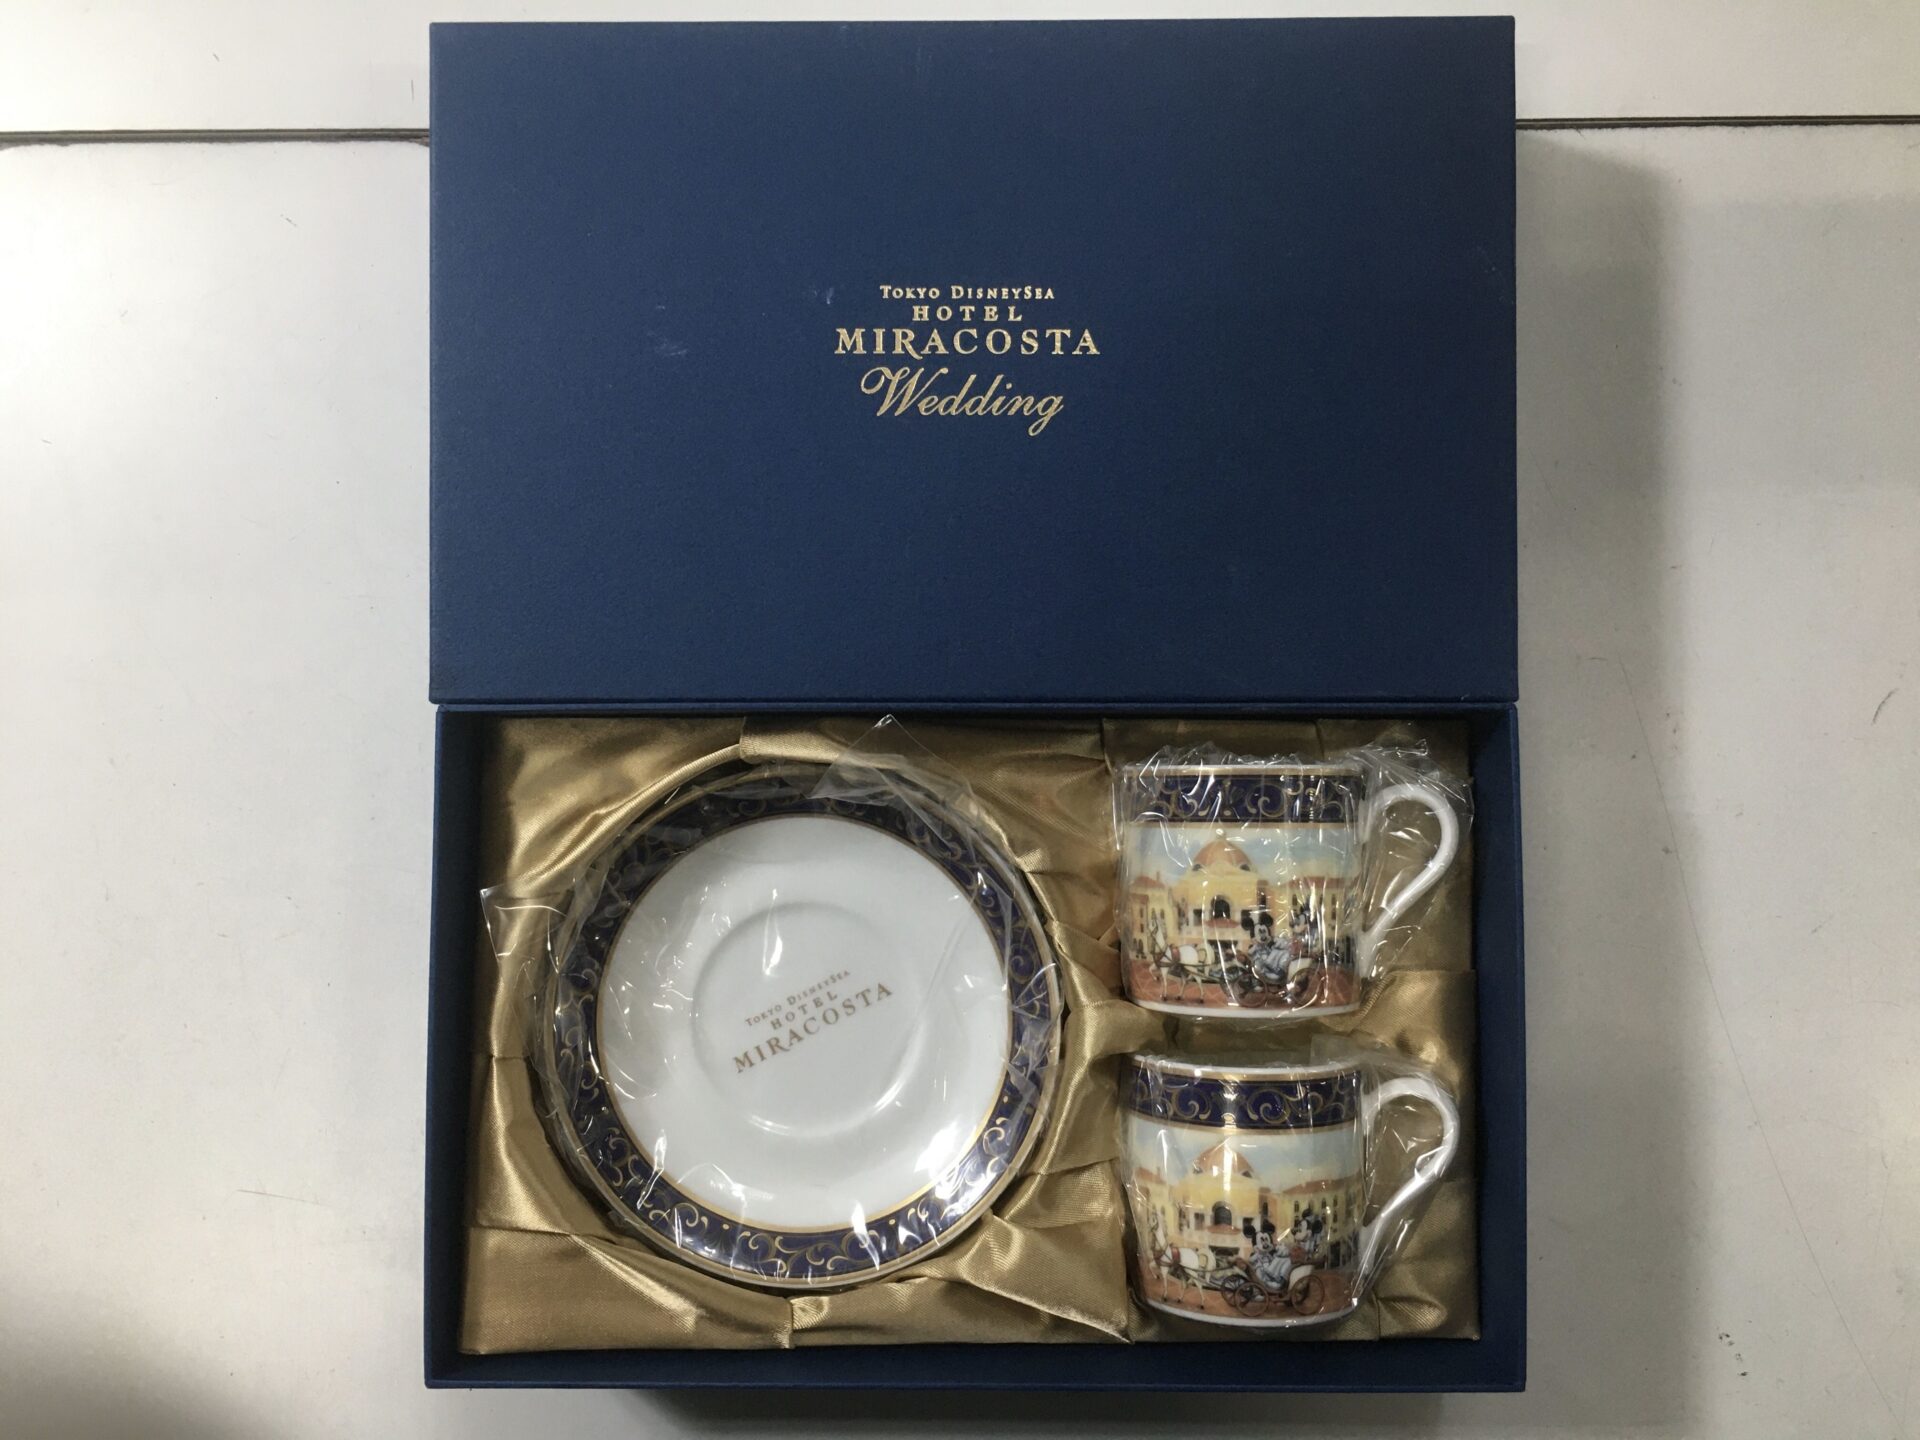 TOKYO DISNEYSEA
HOTEL
MIRACOSTA
Wedding
TOKYO DISNEYSEA
HOTEL
MIRACOSTA